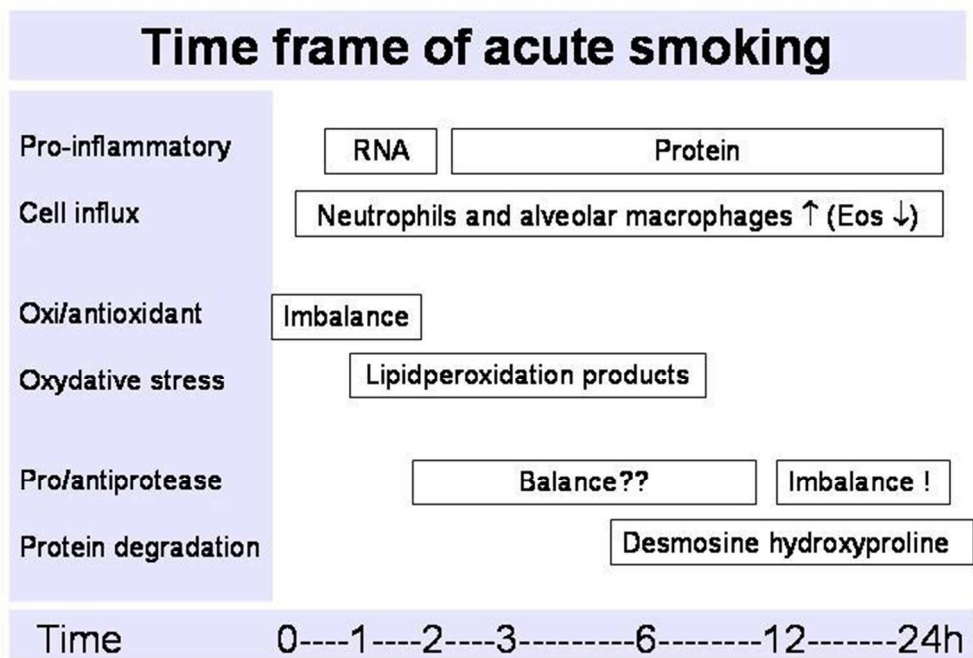 Time frame of acute smoking
Pro-inflammatory RNA Protein
Cell influx Neutrophils and alveolar macrophages ↑ (Eos ↓)
Oxi/antioxidant Imbalance
Oxydative stress Lipidperoxidation products
Pro/antiprotease Balance?? Imbalance !
Protein degradation Desmosine hydroxyproline
Time 0----1----2----3---------6--------12-------24h